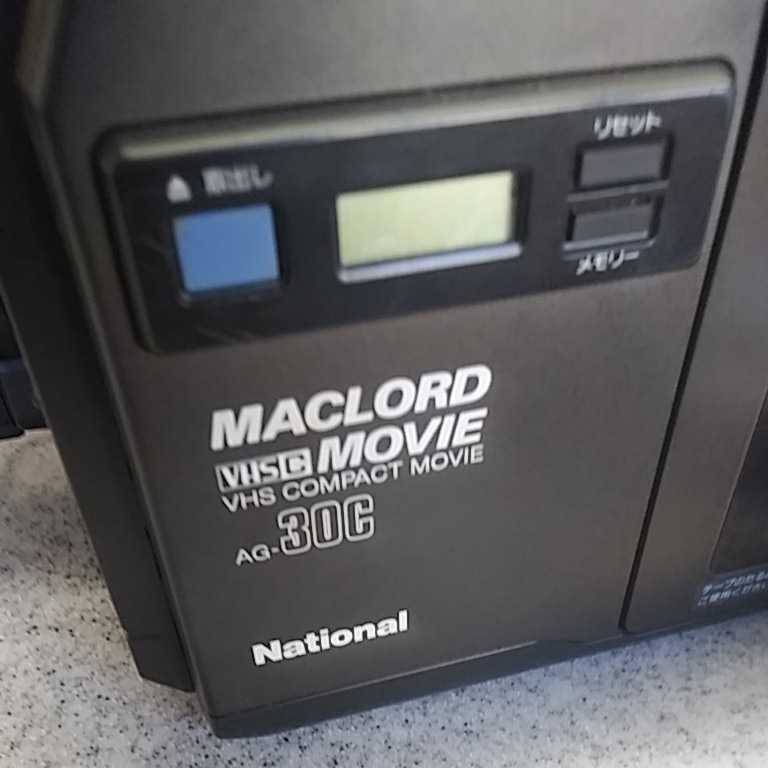 リセット
▲ 取出し
メモリー
MACLORD
VHSC MOVIE
VHS COMPACT MOVIE
AG-30C
National